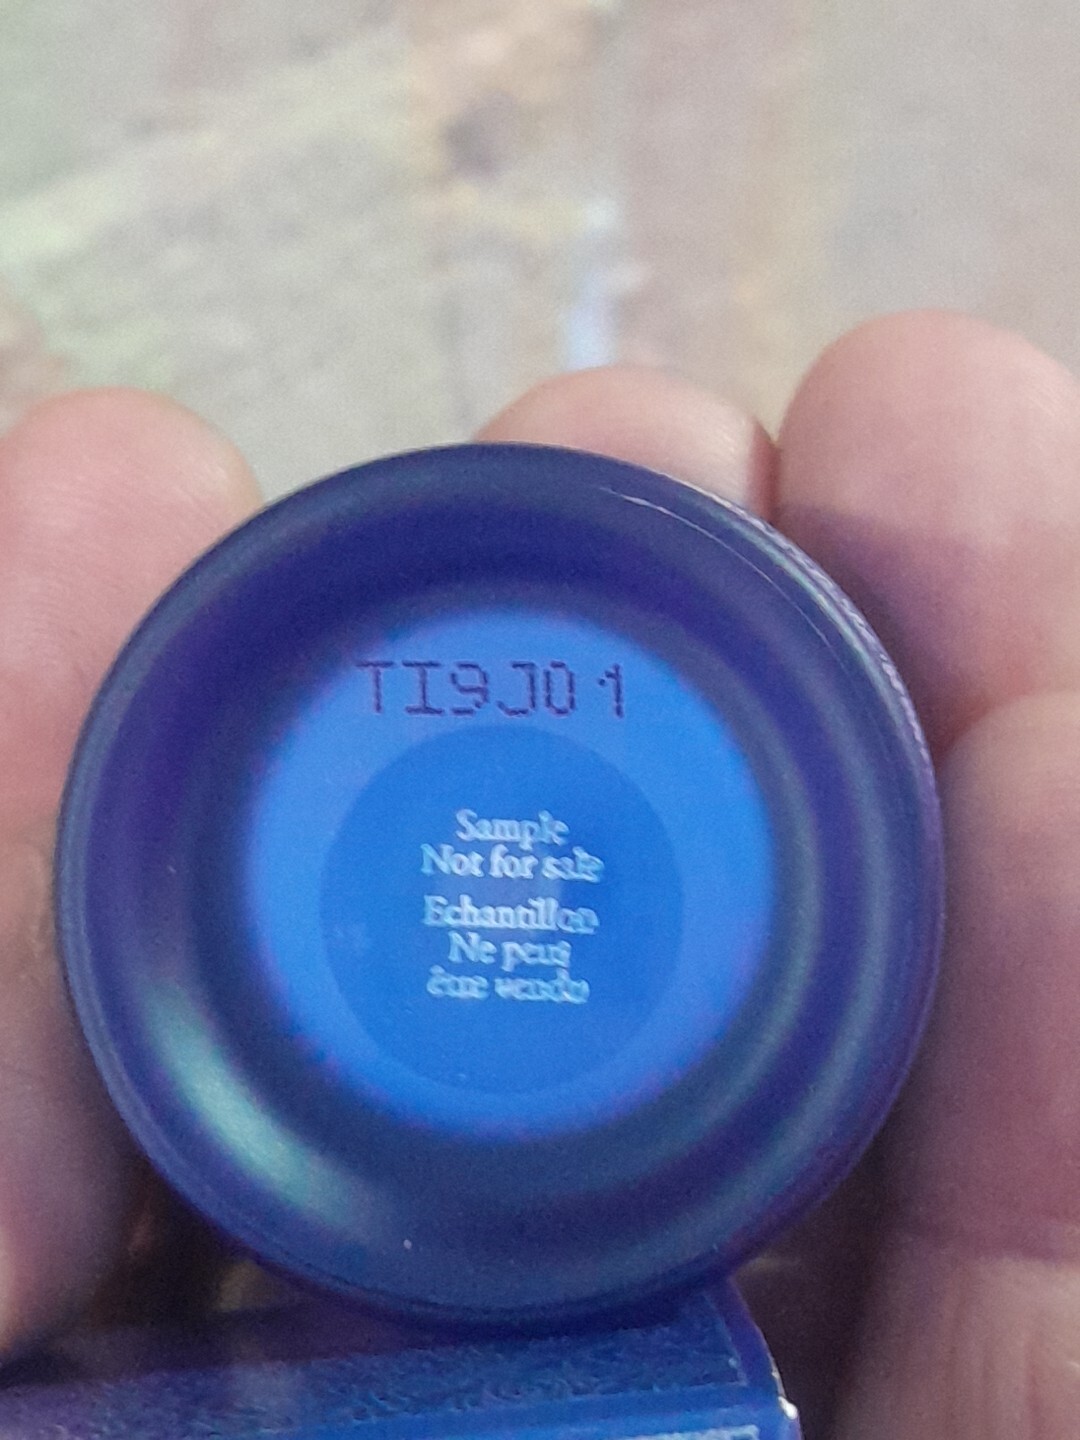 TI9J01
Sample
Not for sale
Echantillon
Ne peut
être vendu